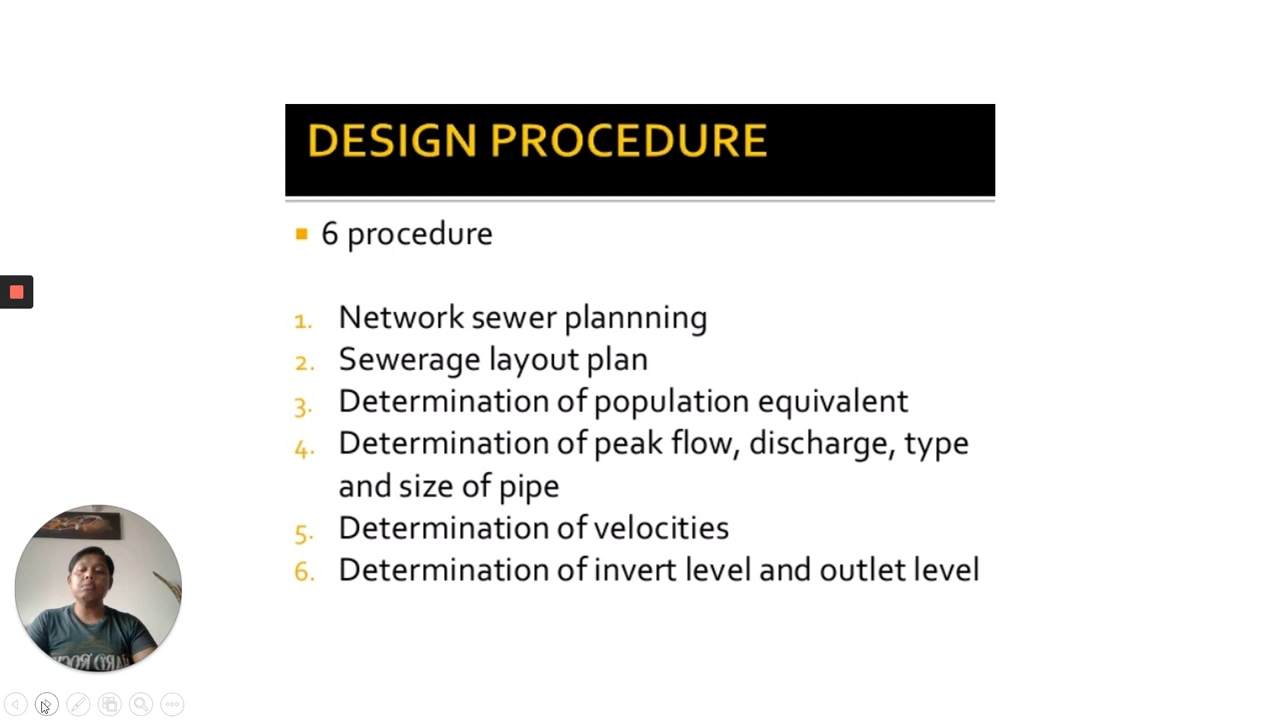 DESIGN PROCEDURE
6 procedure
1. Network sewer plannning
2. Sewerage layout plan
3. Determination of population equivalent
4. Determination of peak flow, discharge, type
and size of pipe
5. Determination of velocities
6. Determination of invert level and outlet level